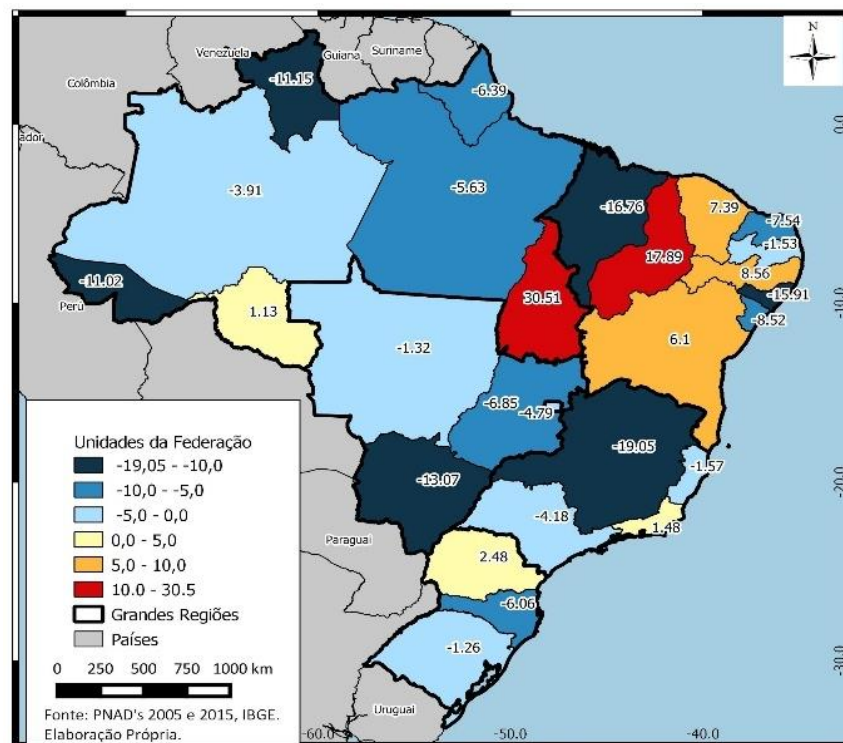 N
Venezuela
Guiana
Suriname
Colômbia
-11.15
-6.39
0.0
ador
-3.91
-5.63
-16.76
7.39
-7.54
-1.53
17.89
8.56
-11.02
-15.91
30.51
Perú
1.13
-8.52
-10.0
6.1
-1.32
-6.85
-4.79
-19.05
-1.57
-13.07
-20.0
-4.18
1.48
Paraguai
2.48
-6.06
-1.26
-30.0
Uruguai
-60.0
-50.0
-40.0
Unidades da Federação
-19,05 - -10,0
-10,0 - -5,0
-5,0 - 0,0
0,0 - 5,0
5,0 - 10,0
10.0 - 30.5
Grandes Regiões
Países
0 250 500 750 1000 km
Fonte: PNAD's 2005 e 2015, IBGE.
Elaboração Própria.